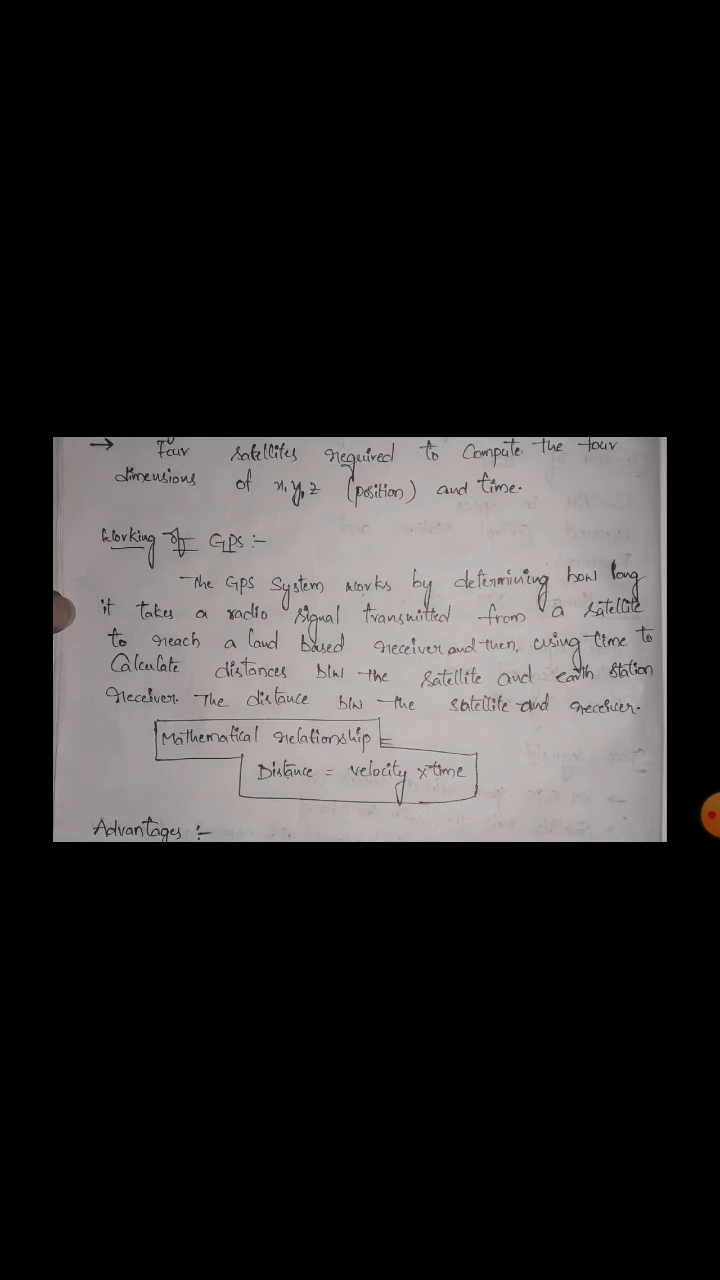 → Four satellites required to compute the four
dimensions of x, y, z (position) and time.
Working of GPS :-
The GPS System works by determining how long
it takes a radio signal transmitted from a satellite
to reach a land based receiver and then, using time to
Calculate distances b/w the satellite and earth station
receiver. The distance b/w the satellite and receiver.
Mathematical relationship =
Distance = velocity x time
Advantages :-